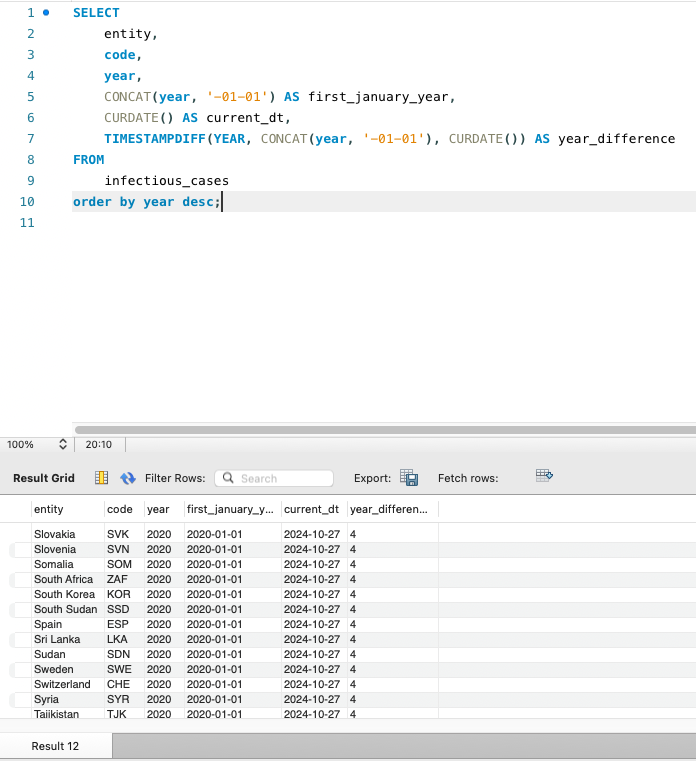 1 SELECT
2 entity,
3 code,
4 year,
5 CONCAT(year, '-01-01') AS first_january_year,
6 CURDATE() AS current_dt,
7 TIMESTAMPDIFF(YEAR, CONCAT(year, '-01-01'), CURDATE()) AS year_difference
8 FROM
9 infectious_cases
10 order by year desc;
11
100% 20:10
Result Grid Filter Rows: Search Export: Fetch rows:
entity code year first_january_y... current_dt year_differen...
Slovakia SVK 2020 2020-01-01 2024-10-27 4
Slovenia SVN 2020 2020-01-01 2024-10-27 4
Somalia SOM 2020 2020-01-01 2024-10-27 4
South Africa ZAF 2020 2020-01-01 2024-10-27 4
South Korea KOR 2020 2020-01-01 2024-10-27 4
South Sudan SSD 2020 2020-01-01 2024-10-27 4
Spain ESP 2020 2020-01-01 2024-10-27 4
Sri Lanka LKA 2020 2020-01-01 2024-10-27 4
Sudan SDN 2020 2020-01-01 2024-10-27 4
Sweden SWE 2020 2020-01-01 2024-10-27 4
Switzerland CHE 2020 2020-01-01 2024-10-27 4
Syria SYR 2020 2020-01-01 2024-10-27 4
Tajikistan TJK 2020 2020-01-01 2024-10-27 4
Result 12